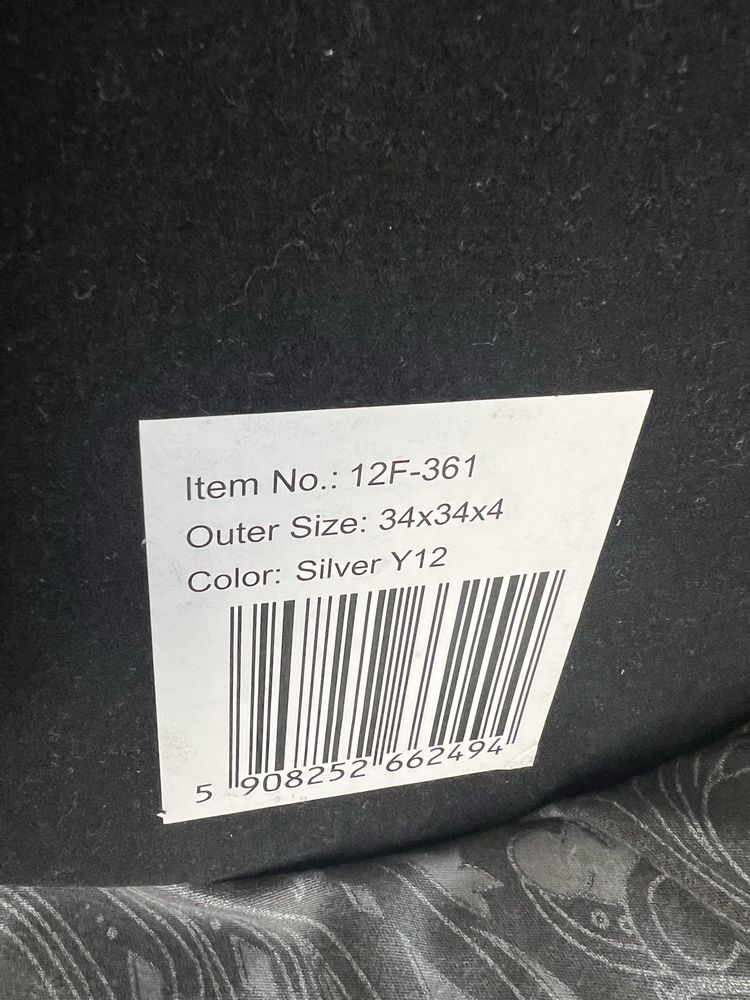 Item No.: 12F-361
Outer Size: 34x34x4
Color: Silver Y12
5 908252 662494